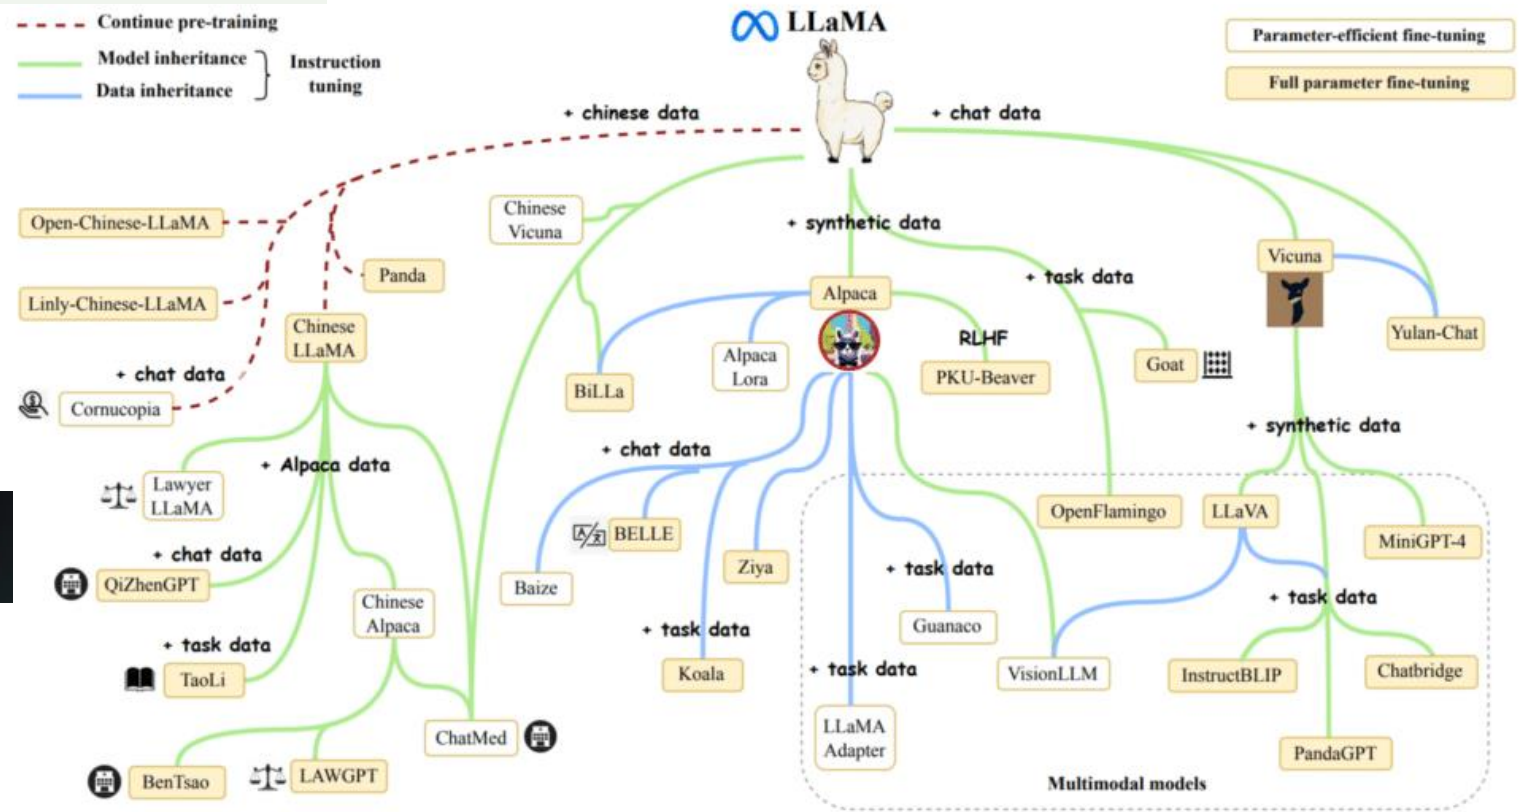 Continue pre-training
Model inheritance
Data inheritance
Instruction
tuning
LLaMA
Parameter-efficient fine-tuning
Full parameter fine-tuning
+ chinese data
+ chat data
Open-Chinese-LLaMA
Linly-Chinese-LLaMA
Panda
Chinese
LLaMA
+ chat data
Cornucopia
Chinese
Vicuna
+ synthetic data
+ task data
Alpaca
Vicuna
Yulan-Chat
BiLLa
Alpaca
Lora
RLHF
PKU-Beaver
Goat
+ Alpaca data
Lawyer
LLaMA
+ chat data
QiZhenGPT
+ task data
TaoLi
Chinese
Alpaca
BenTsao
LAWGPT
ChatMed
+ chat data
Baize
BELLE
Ziya
+ task data
Koala
+ task data
Guanaco
+ task data
LLaMA
Adapter
VisionLLM
OpenFlamingo
+ synthetic data
LLaVA
MiniGPT-4
+ task data
InstructBLIP
Chatbridge
PandaGPT
Multimodal models